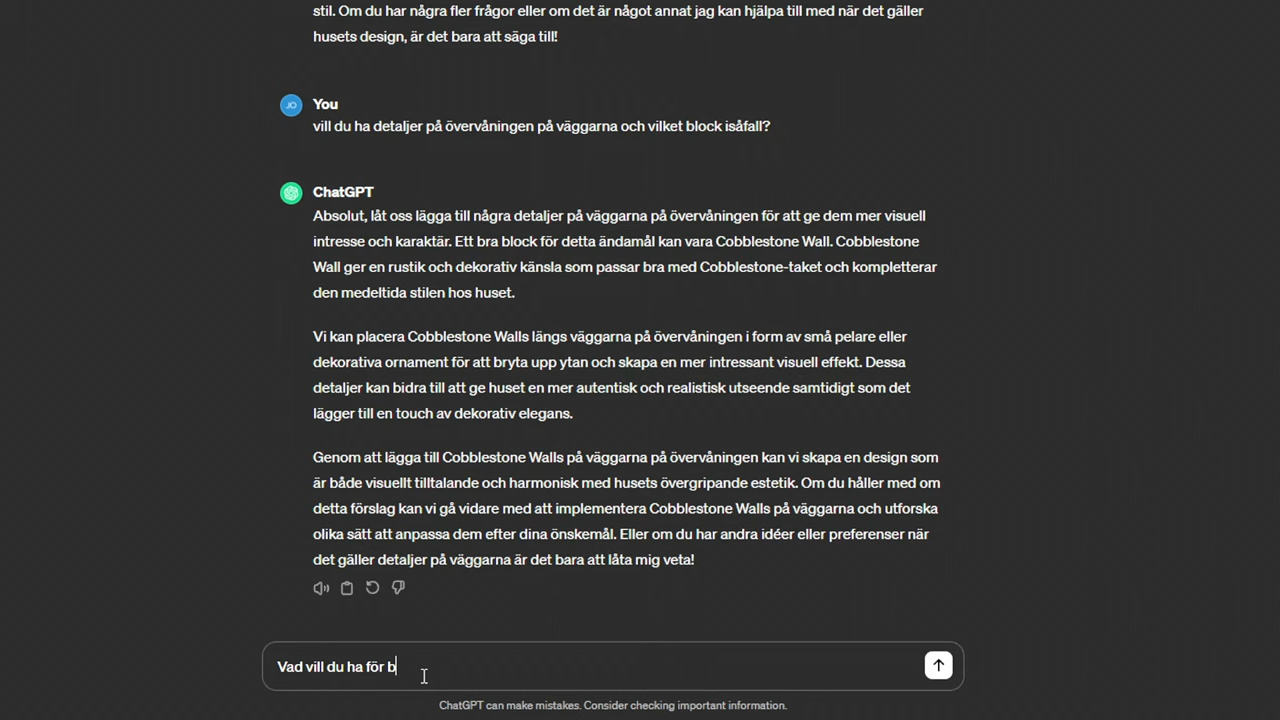 stil. Om du har några fler frågor eller om det är något annat jag kan hjälpa till med när det gäller
husets design, är det bara att säga till!
JO
You
vill du ha detaljer på övervåningen på väggarna och vilket block isåfall?
ChatGPT
Absolut, låt oss lägga till några detaljer på väggarna på övervåningen för att ge dem mer visuell
intresse och karaktär. Ett bra block för detta ändamål kan vara Cobblestone Wall. Cobblestone
Wall ger en rustik och dekorativ känsla som passar bra med Cobblestone-taket och kompletterar
den medeltida stilen hos huset.
Vi kan placera Cobblestone Walls längs väggarna på övervåningen i form av små pelare eller
dekorativa ornament för att bryta upp ytan och skapa en mer intressant visuell effekt. Dessa
detaljer kan bidra till att ge huset en mer autentisk och realistisk utseende samtidigt som det
lägger till en touch av dekorativ elegans.
Genom att lägga till Cobblestone Walls på väggarna på övervåningen kan vi skapa en design som
är både visuellt tilltalande och harmonisk med husets övergripande estetik. Om du håller med om
detta förslag kan vi gå vidare med att implementera Cobblestone Walls på väggarna och utforska
olika sätt att anpassa dem efter dina önskemål. Eller om du har andra idéer eller preferenser när
det gäller detaljer på väggarna är det bara att låta mig veta!
Vad vill du ha för b
ChatGPT can make mistakes. Consider checking important information.